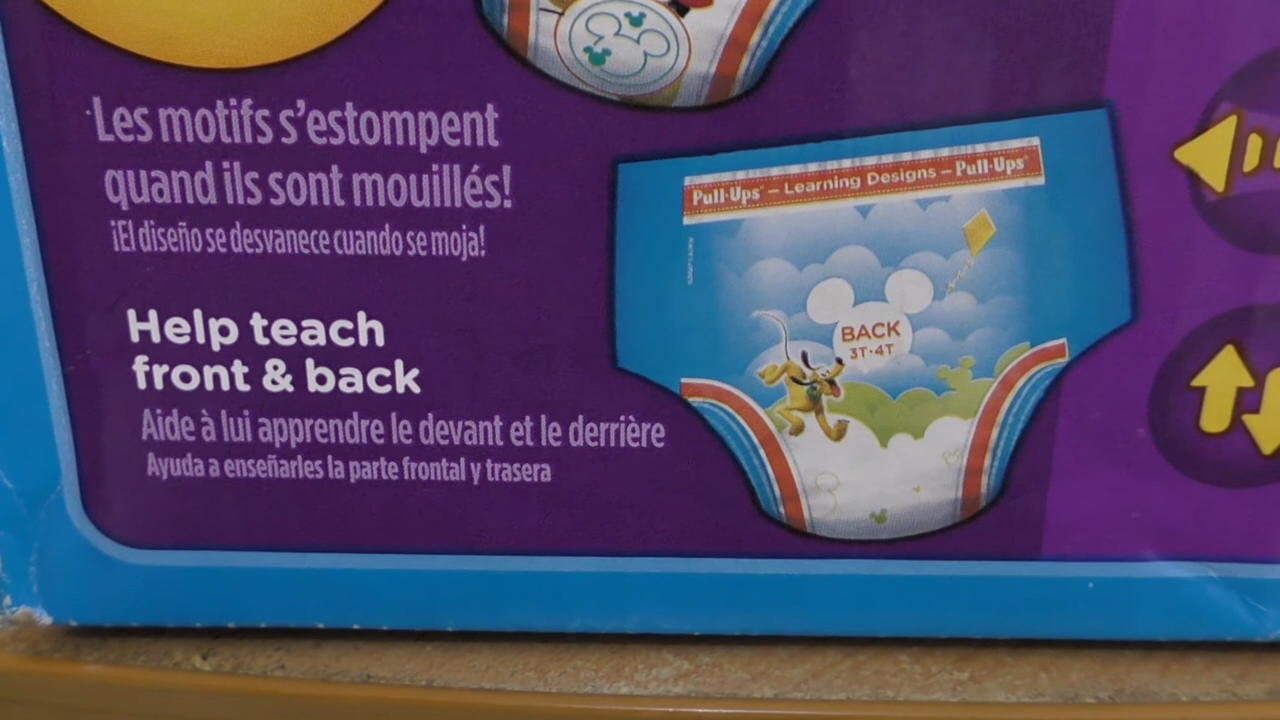 Les motifs s'estompent
quand ils sont mouillés!
¡El diseño se desvanece cuando se moja!
Help teach
front & back
Aide à lui apprendre le devant et le derrière
Ayuda a enseñarles la parte frontal y trasera
Pull-Ups® – Learning Designs – Pull-Ups®
BACK
3T-4T